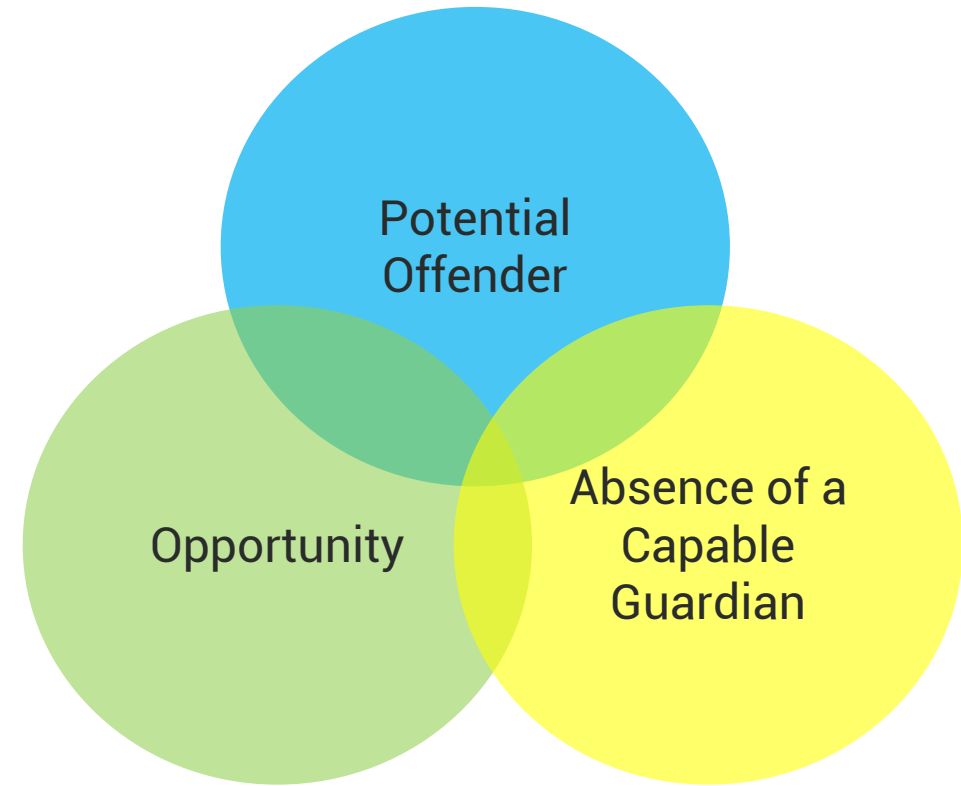 Potential
Offender
Opportunity
Absence of a
Capable
Guardian